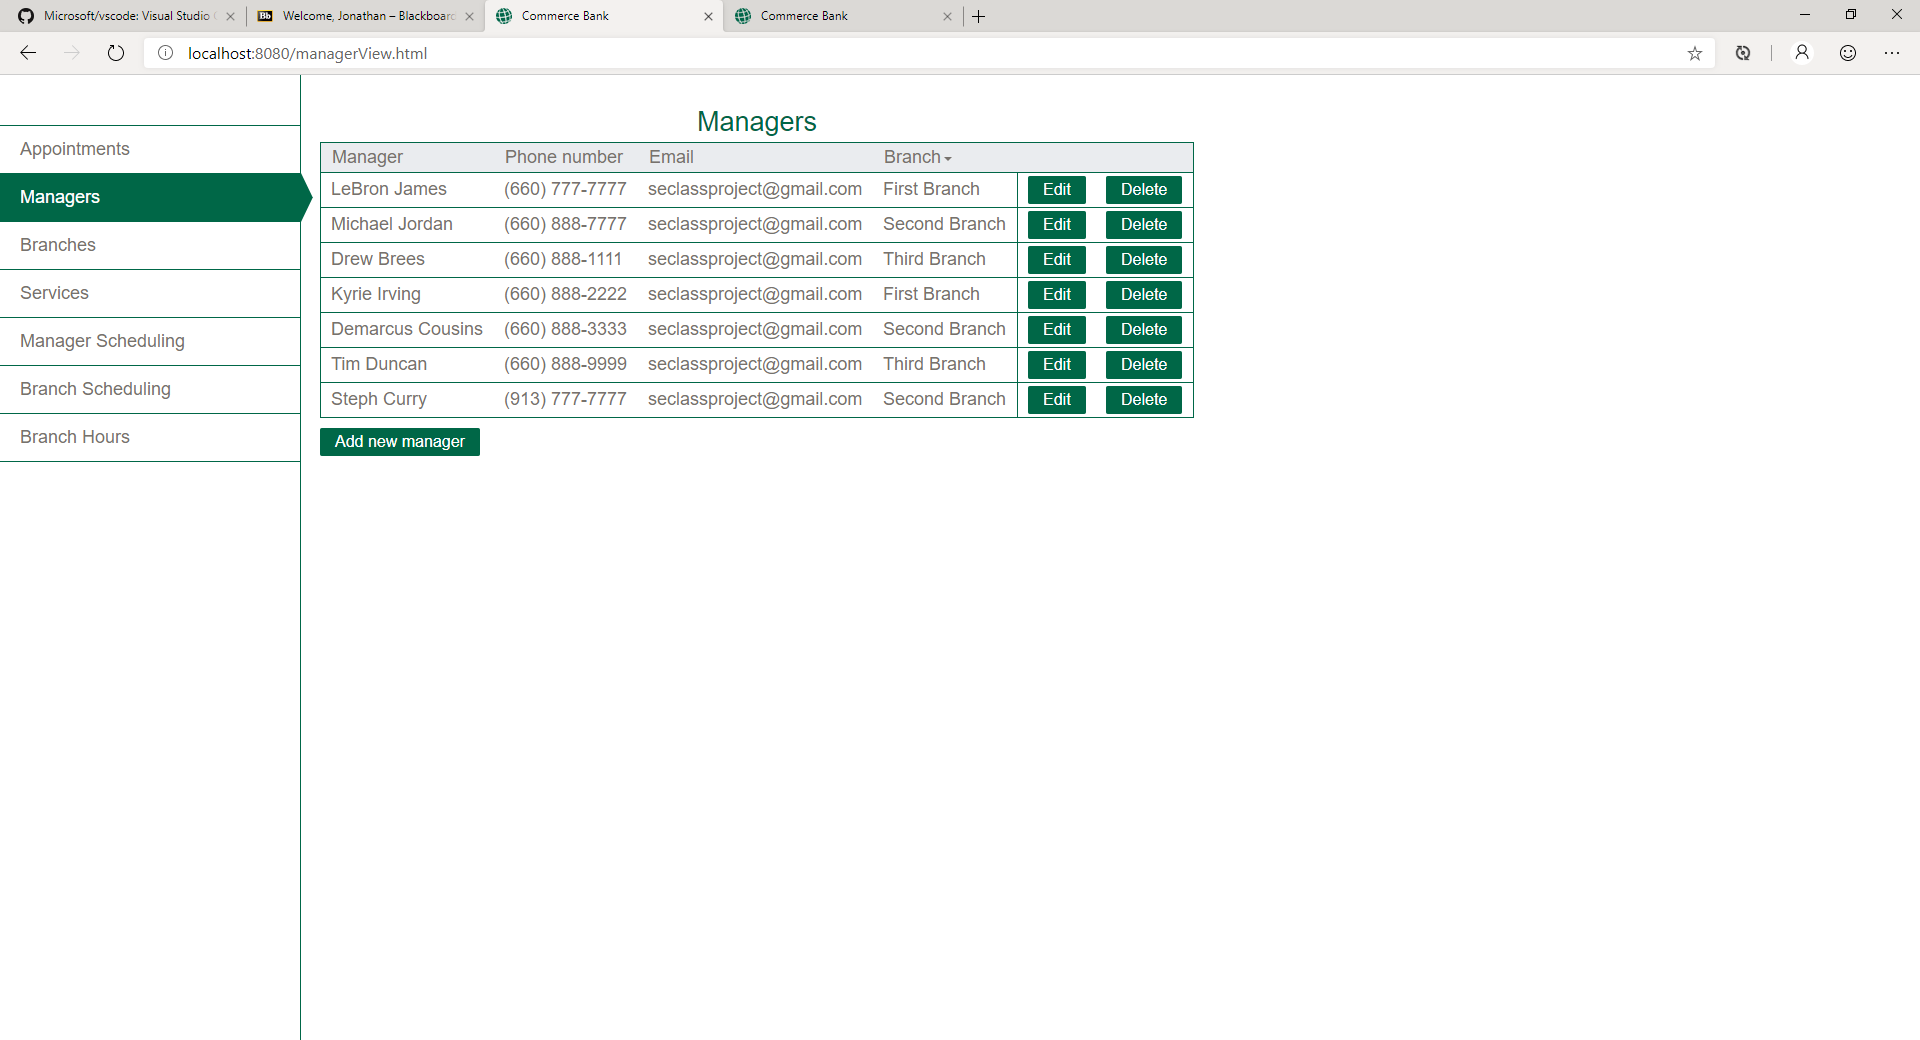 Microsoft/vscode: Visual Studio
Welcome, Jonathan – Blackboard
Commerce Bank
Commerce Bank
localhost:8080/managerView.html
Appointments
Managers
Branches
Services
Manager Scheduling
Branch Scheduling
Branch Hours
Managers
Manager Phone number Email Branch
LeBron James (660) 777-7777 seclassproject@gmail.com First Branch Edit Delete
Michael Jordan (660) 888-7777 seclassproject@gmail.com Second Branch Edit Delete
Drew Brees (660) 888-1111 seclassproject@gmail.com Third Branch Edit Delete
Kyrie Irving (660) 888-2222 seclassproject@gmail.com First Branch Edit Delete
Demarcus Cousins (660) 888-3333 seclassproject@gmail.com Second Branch Edit Delete
Tim Duncan (660) 888-9999 seclassproject@gmail.com Third Branch Edit Delete
Steph Curry (913) 777-7777 seclassproject@gmail.com Second Branch Edit Delete
Add new manager